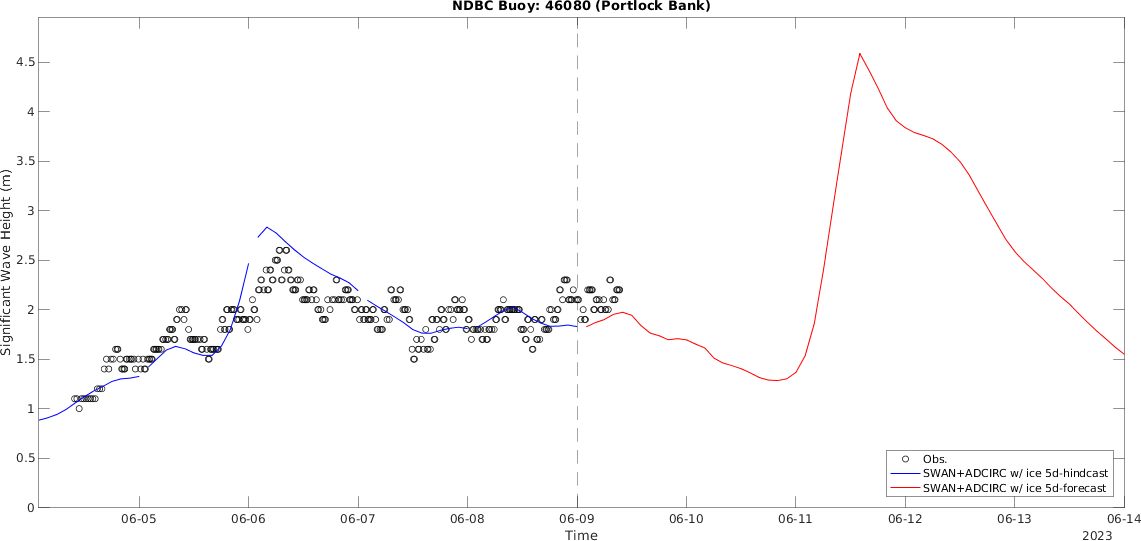 NDBC Buoy: 46080 (Portlock Bank)
Significant Wave Height (m)
4.5
4
3.5
3
2.5
2
1.5
1
0.5
0
06-05 06-06 06-07 06-08 06-09 06-10 06-11 06-12 06-13 06-14
Time
2023
Obs.
SWAN+ADCIRC w/ ice 5d-hindcast
SWAN+ADCIRC w/ ice 5d-forecast